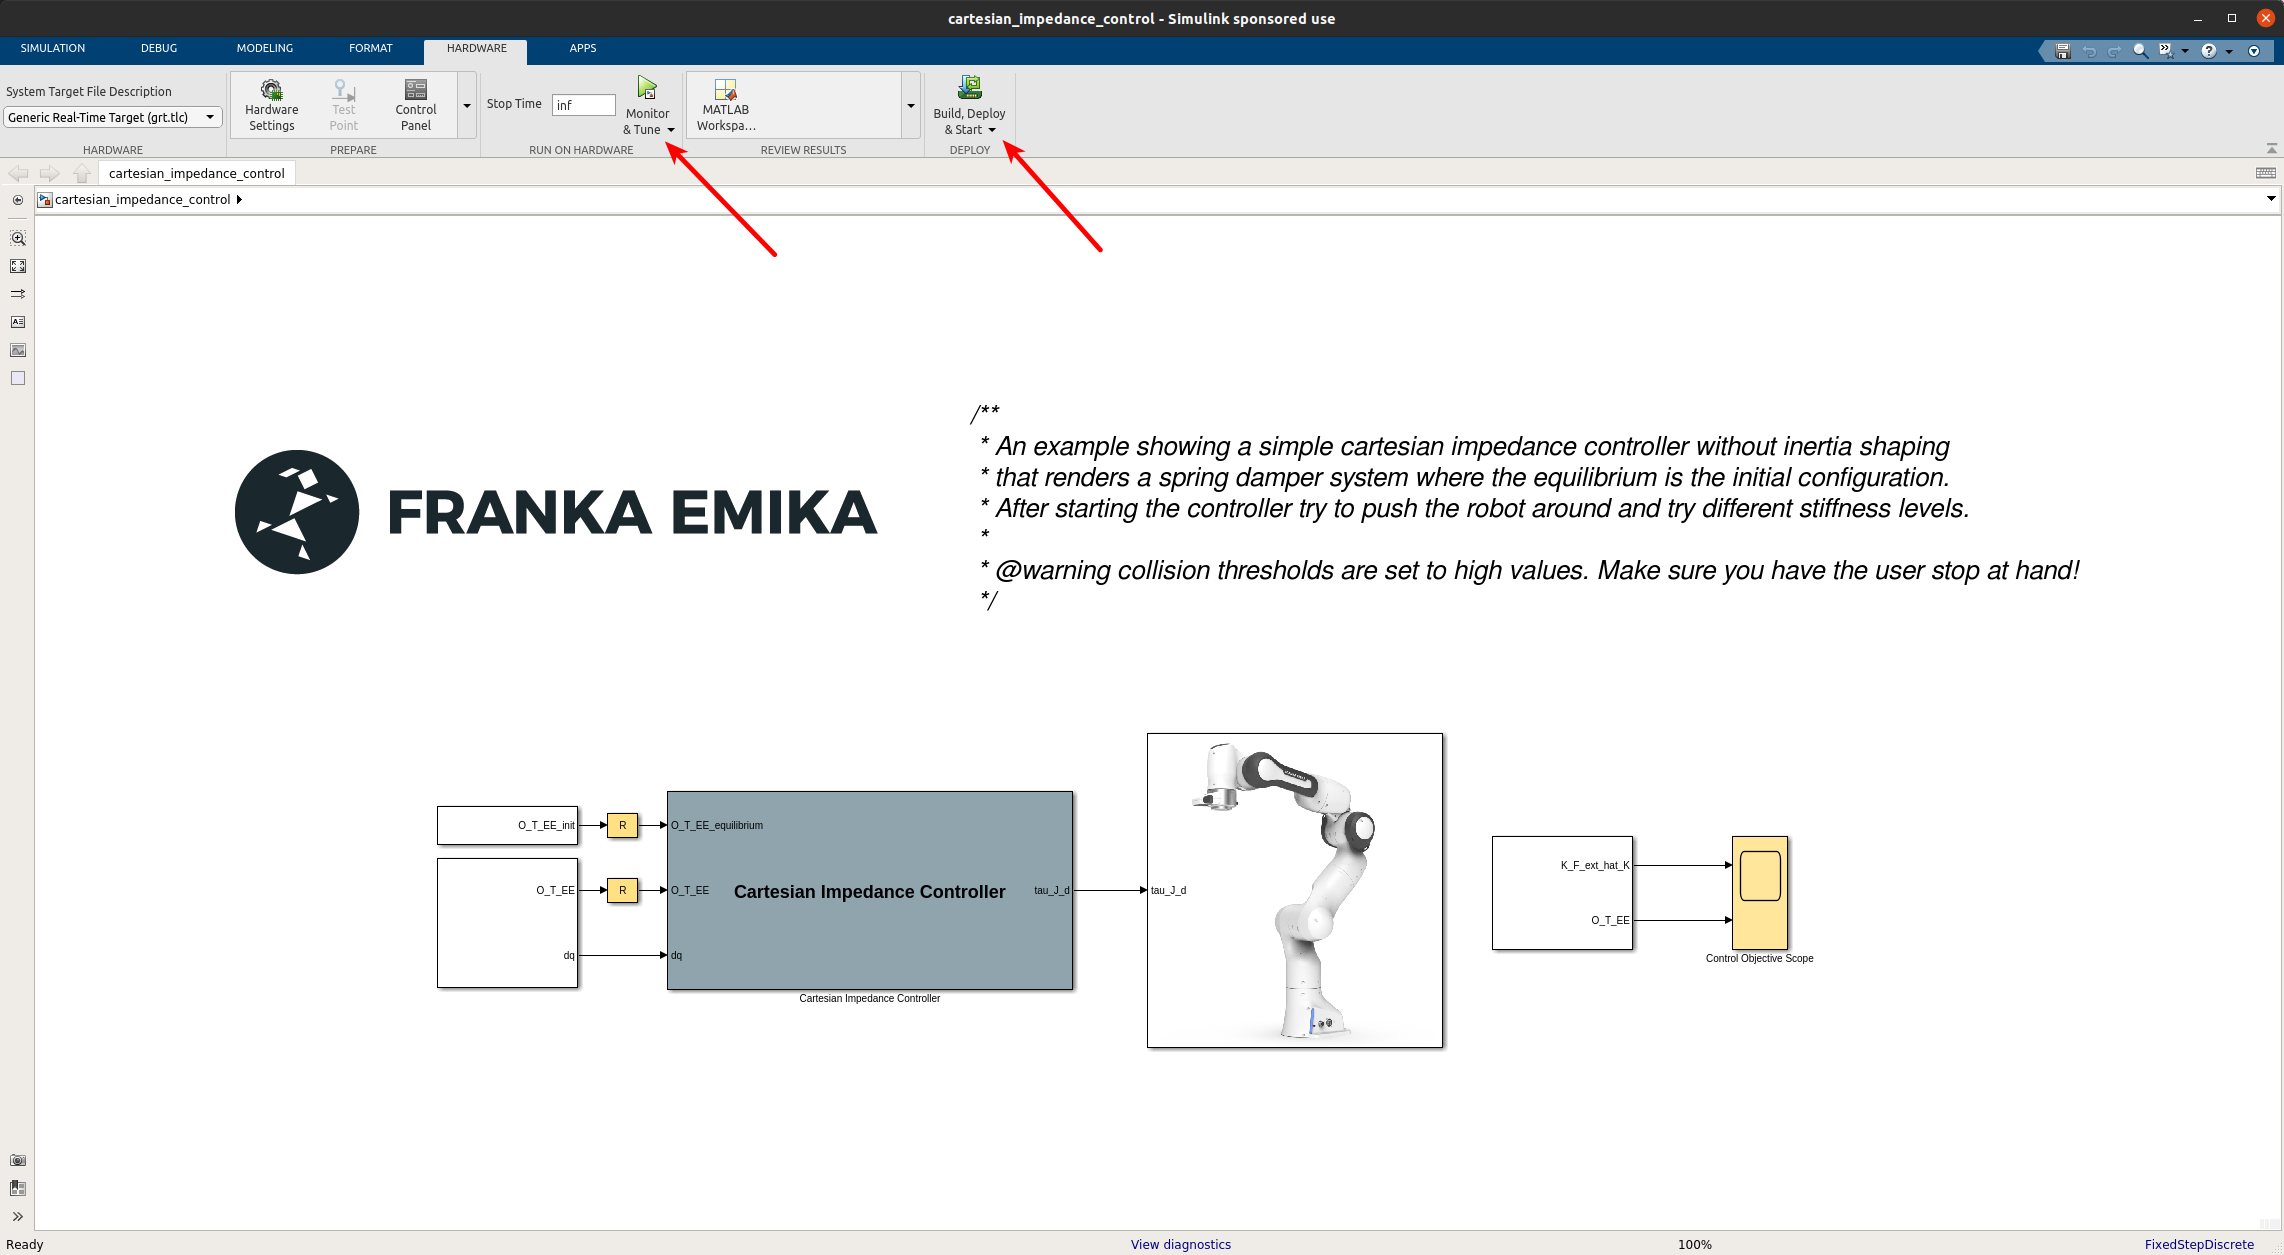 cartesian_impedance_control - Simulink sponsored use
SIMULATION DEBUG MODELING FORMAT HARDWARE APPS
System Target File Description
Generic Real-Time Target (grt.tlc)
Hardware Settings
Test Point
Control Panel
Stop Time inf
Monitor & Tune
MATLAB Workspa...
Build, Deploy & Start
HARDWARE PREPARE RUN ON HARDWARE REVIEW RESULTS DEPLOY
cartesian_impedance_control
cartesian_impedance_control
/**
* An example showing a simple cartesian impedance controller without inertia shaping
* that renders a spring damper system where the equilibrium is the initial configuration.
* After starting the controller try to push the robot around and try different stiffness levels.
*
* @warning collision thresholds are set to high values. Make sure you have the user stop at hand!
*/
FRANKA EMIKA
O_T_EE_init R O_T_EE_equilibrium
O_T_EE R O_T_EE Cartesian Impedance Controller tau_J_d tau_J_d
dq dq
Cartesian Impedance Controller
K_F_ext_hat_K
O_T_EE
Control Objective Scope
Ready View diagnostics 100% FixedStepDiscrete